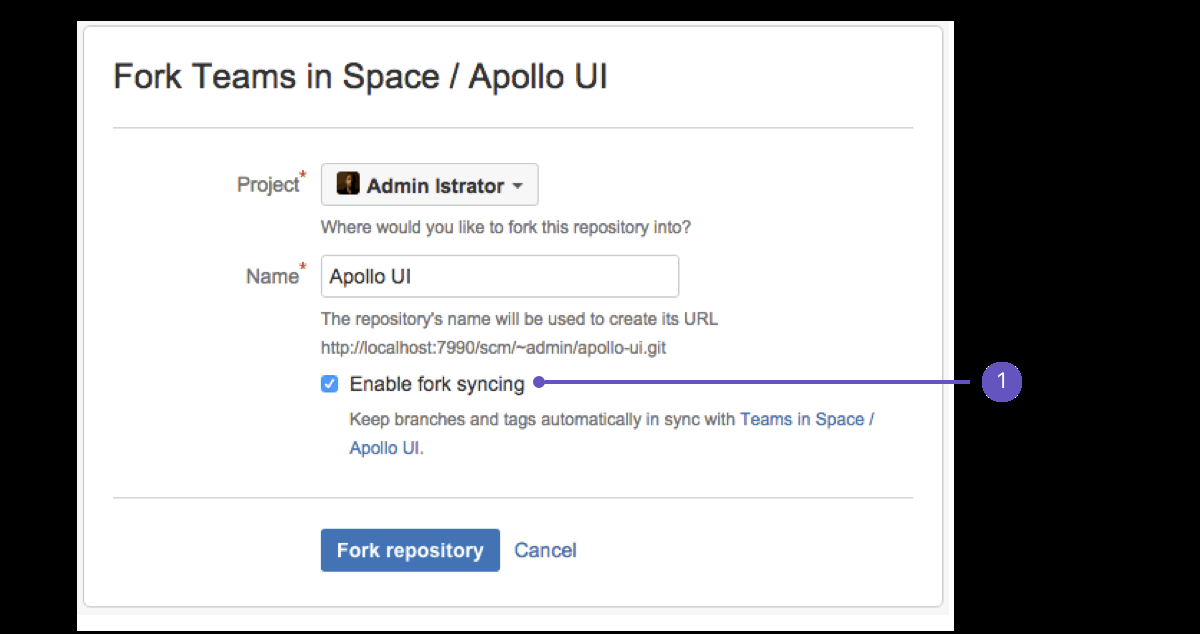 Fork Teams in Space / Apollo UI
Project*
Admin Istrator
Where would you like to fork this repository into?
Name*
Apollo UI
The repository's name will be used to create its URL
http://localhost:7990/scm/~admin/apollo-ui.git
Enable fork syncing
1
Keep branches and tags automatically in sync with Teams in Space /
Apollo UI.
Fork repository
Cancel